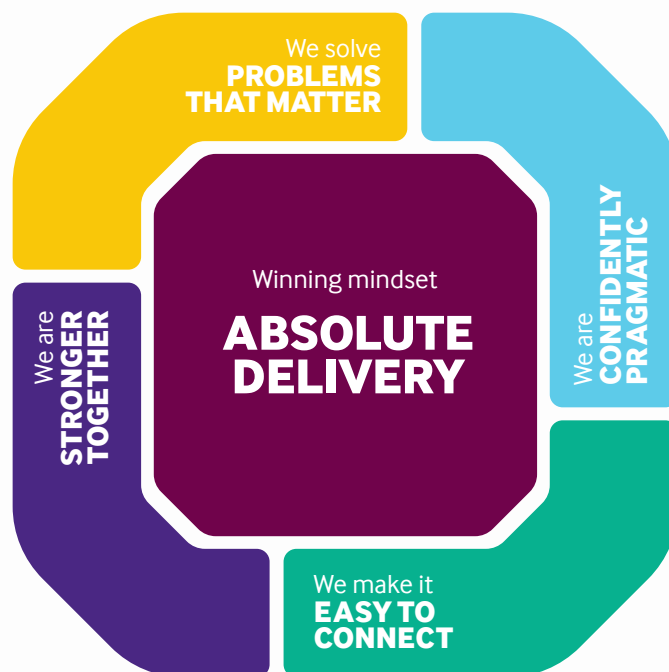 We solve
PROBLEMS
THAT MATTER
We are
CONFIDENTLY
PRAGMATIC
Winning mindset
ABSOLUTE
DELIVERY
We are
STRONGER
TOGETHER
We make it
EASY TO
CONNECT